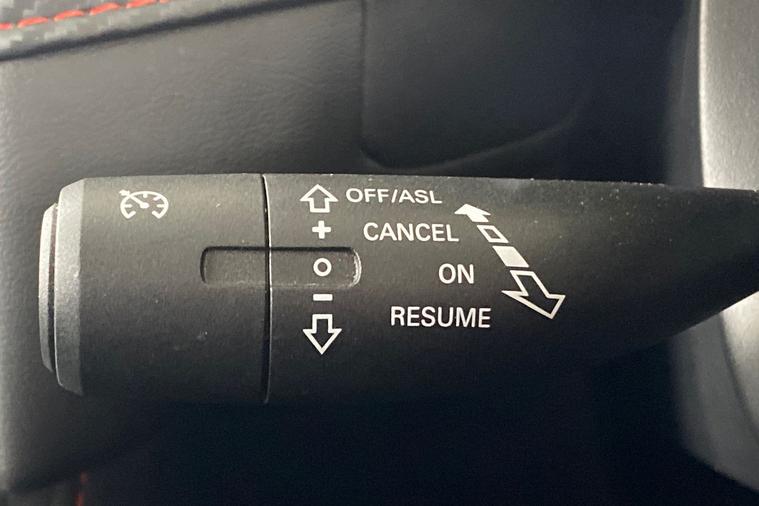 OFF/ASL
+ CANCEL
O ON
− RESUME